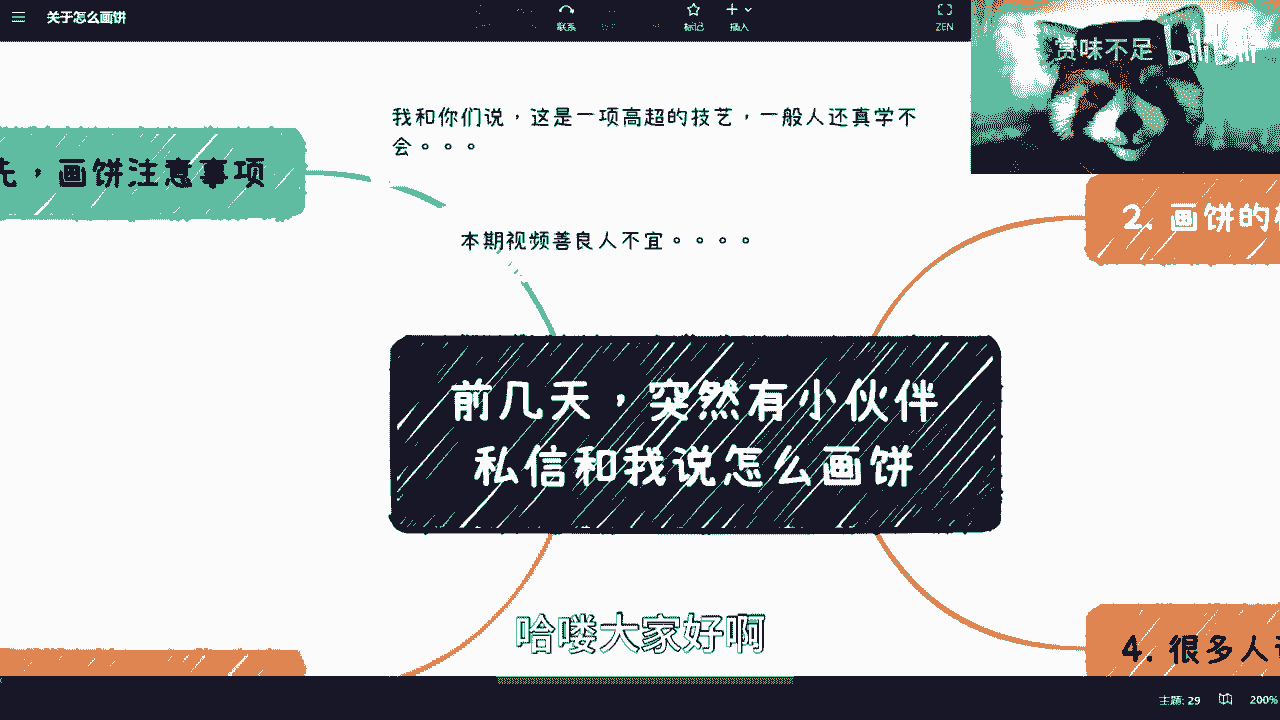 关于怎么画饼
联系
标记
插入
ZEN
赏味不足 bilibili
我和你们说，这是一项高超的技艺，一般人还真学不
会。。。
先，画饼注意事项
2. 画饼的
本期视频善良人不宜。。。。
前几天，突然有小伙伴
私信和我说怎么画饼
哈喽大家好啊
4. 很多人
主题: 29
200%